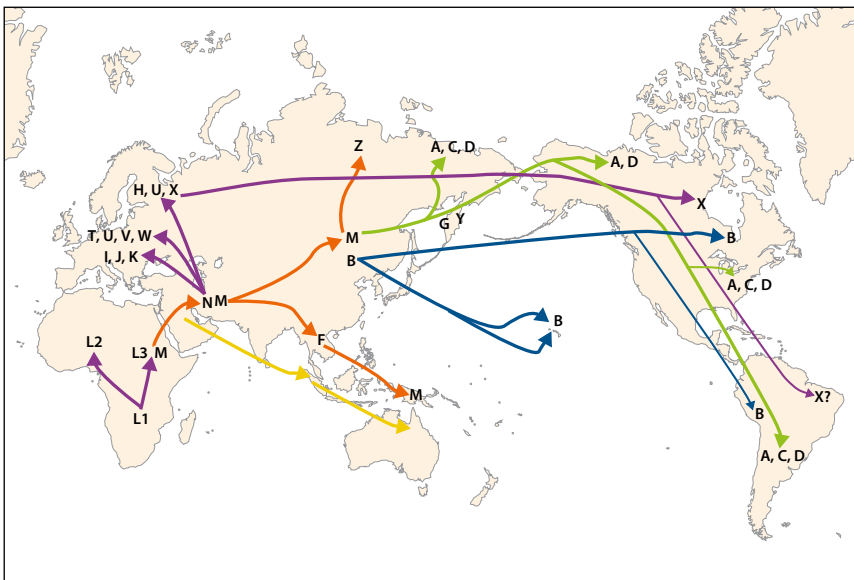 Z
A, C, D
A, D
H, U, X
X
G Y
T, U, V, W
M
B
I, J, K
B
A, C, D
N M
B
L2
L3 M
F
M
X?
L1
B
A, C, D